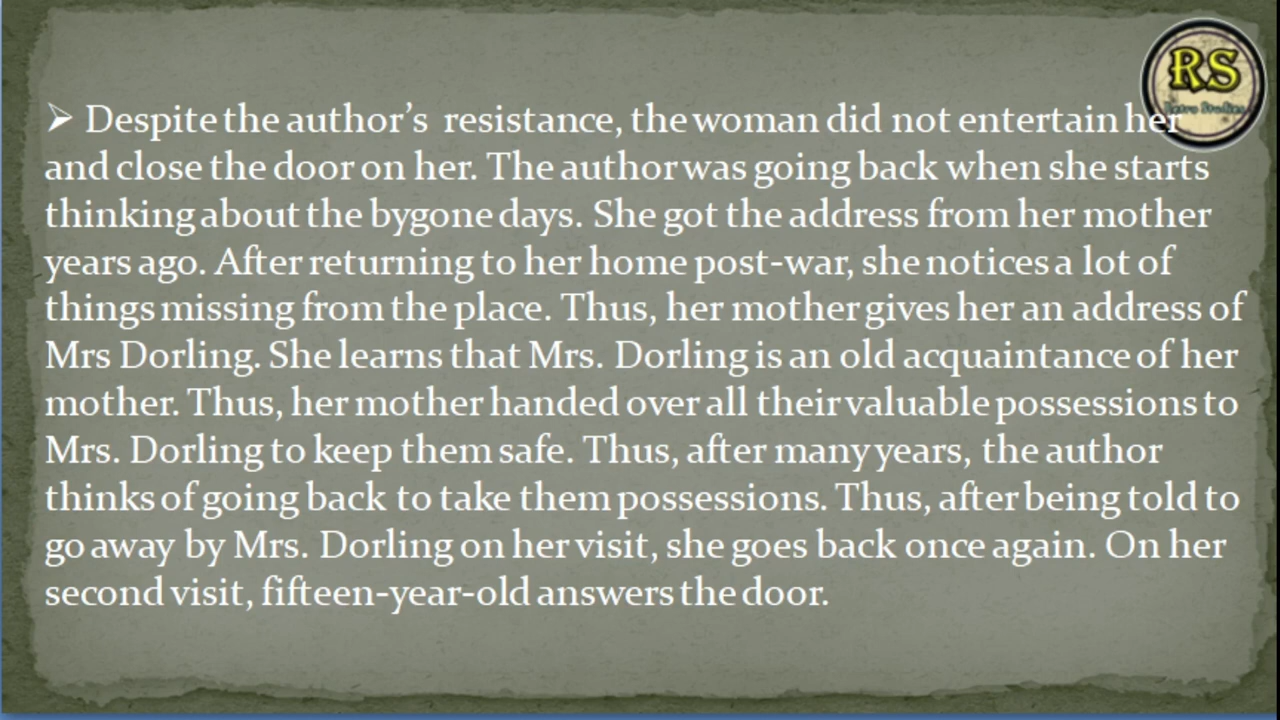 RS
Retro Studies
➢ Despite the author’s resistance, the woman did not entertain her
and close the door on her. The author was going back when she starts
thinking about the bygone days. She got the address from her mother
years ago. After returning to her home post-war, she notices a lot of
things missing from the place. Thus, her mother gives her an address of
Mrs Dorling. She learns that Mrs. Dorling is an old acquaintance of her
mother. Thus, her mother handed over all their valuable possessions to
Mrs. Dorling to keep them safe. Thus, after many years, the author
thinks of going back to take them possessions. Thus, after being told to
go away by Mrs. Dorling on her visit, she goes back once again. On her
second visit, fifteen-year-old answers the door.